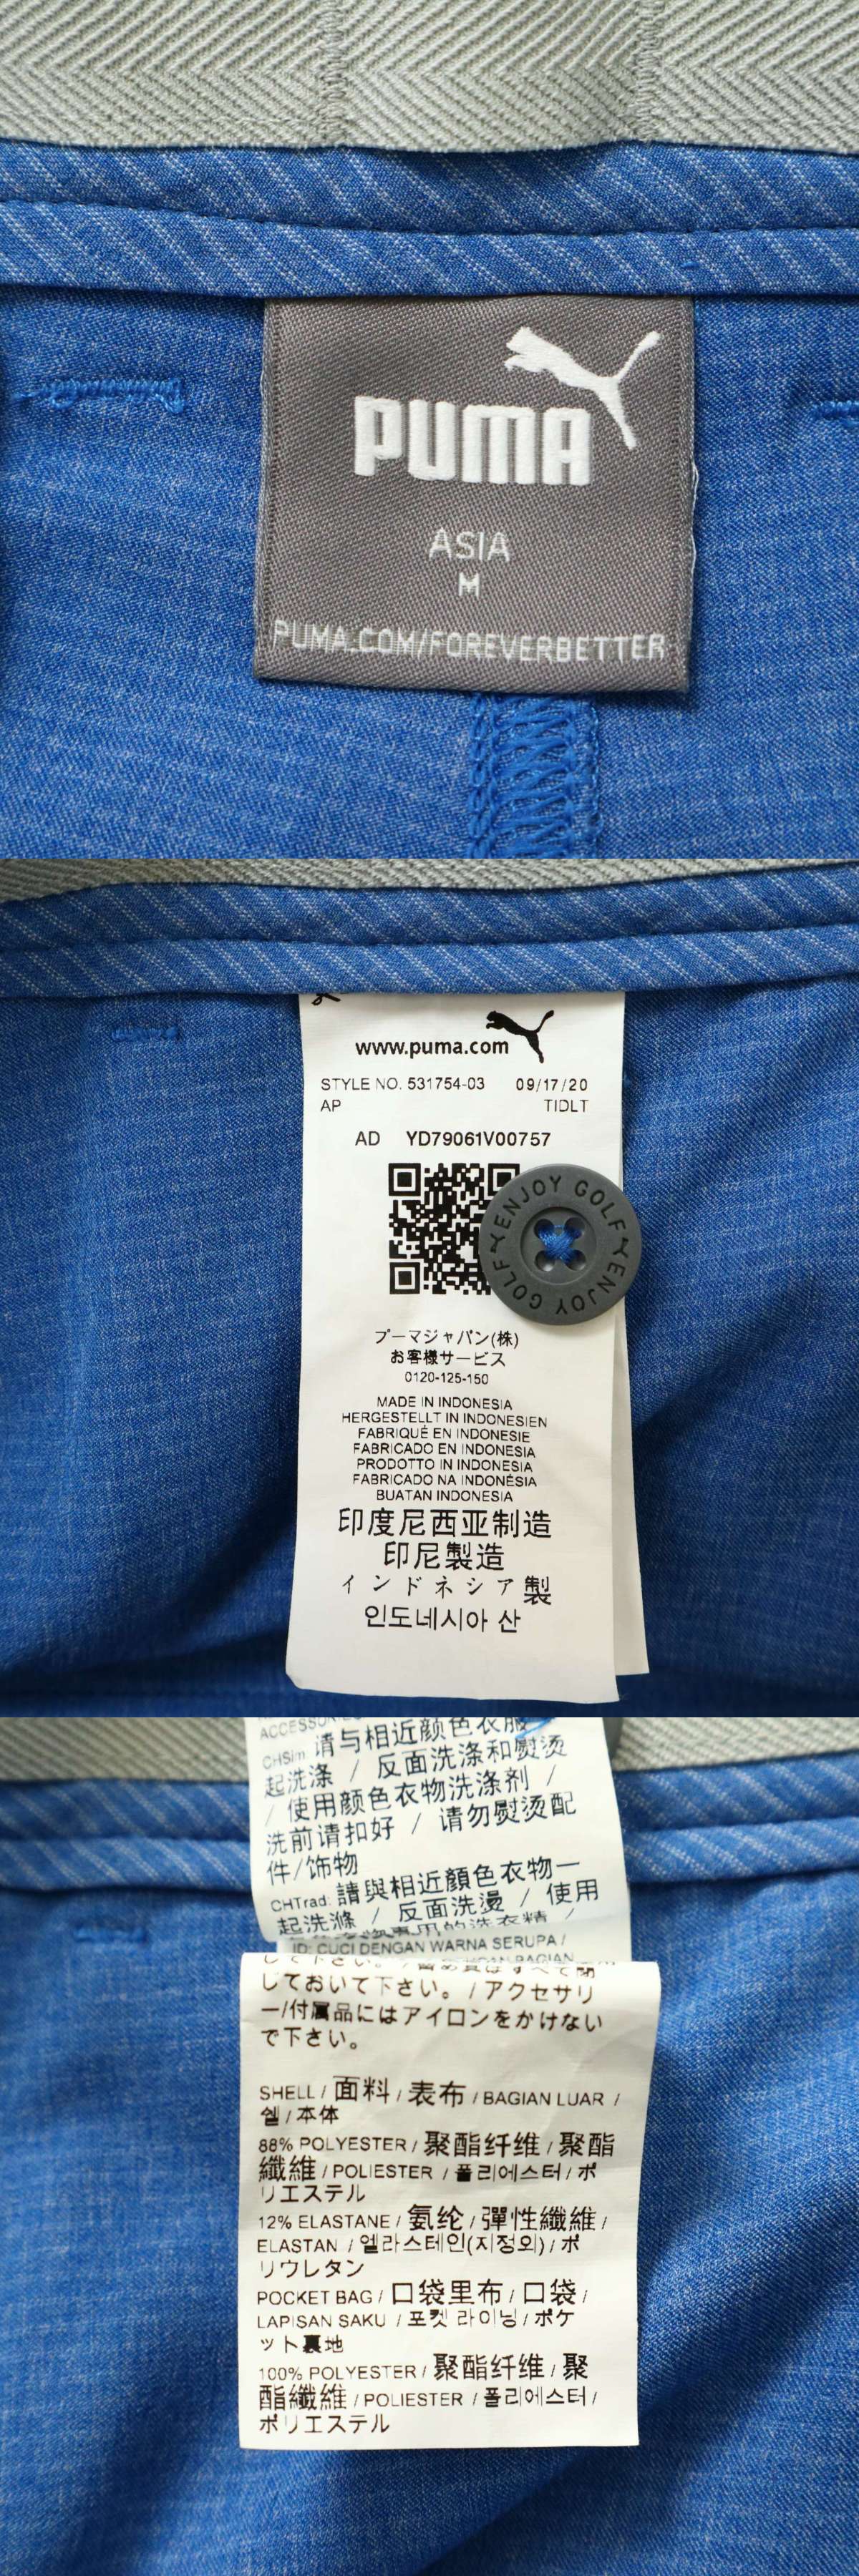 PUMA
ASIA
M
PUMA.COM/FOREVERBETTER
www.puma.com
STYLE NO. 531754-03 09/17/20
AP TIDLT
AD YD79061V00757
ENJOY GOLF ENJOY GOLF
プーマジャパン(株)
お客様サービス
0120-125-150
MADE IN INDONESIA
HERGESTELLT IN INDONESIEN
FABRIQUÉ EN INDONESIE
FABRICADO EN INDONESIA
PRODOTTO IN INDONESIA
FABRICADO NA INDONÉSIA
BUATAN INDONESIA
印度尼西亚制造
印尼製造
インドネシア製
인도네시아 산
CHSim: 请与相近颜色衣服
起洗涤 / 反面洗涤和熨烫
/ 使用颜色衣物洗涤剂 /
洗前请扣好 / 请勿熨烫配
件/饰物
CHTrad: 請與相近顏色衣物一
起洗滌 / 反面洗燙 / 使用
ID: CUCI DENGAN WARNA SERUPA /
しておいて下さい。/アクセサリ
ー/付属品にはアイロンをかけない
で下さい。
SHELL / 面料 / 表布 / BAGIAN LUAR /
쉘 / 本体
88% POLYESTER / 聚酯纤维 / 聚酯
纖維 / POLIESTER / 폴리에스터 / ポ
リエステル
12% ELASTANE / 氨纶 / 彈性纖維 /
ELASTAN / 엘라스테인(지정외) / ポ
リウレタン
POCKET BAG / 口袋里布 / 口袋 /
LAPISAN SAKU / 포켓 라이닝 / ポケ
ット裏地
100% POLYESTER / 聚酯纤维 / 聚
酯纖維 / POLIESTER / 폴리에스터 /
ポリエステル